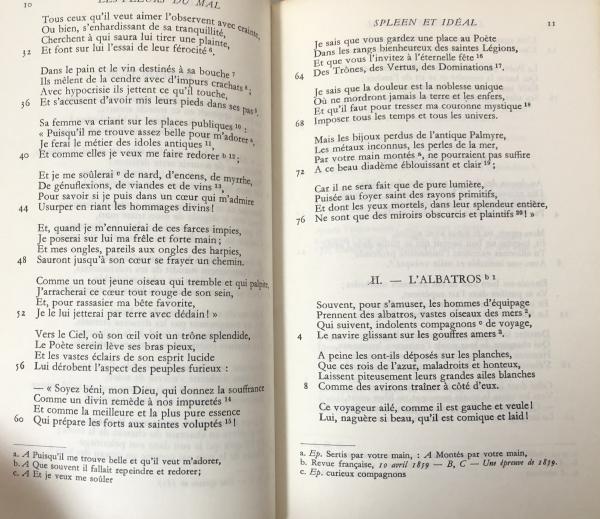 10
LES FLEURS DU MAL
Tous ceux qu'il veut aimer l'observent avec crainte,
Ou bien, s'enhardissant de sa tranquillité,
Cherchent à qui saura lui tirer une plainte,
32 Et font sur lui l'essai de leur férocité ⁶.
Dans le pain et le vin destinés à sa bouche ⁷
Ils mêlent de la cendre avec d'impurs crachats ⁸;
Avec hypocrisie ils jettent ce qu'il touche,
36 Et s'accusent d'avoir mis leurs pieds dans ses pas ⁹.
Sa femme va criant sur les places publiques ¹⁰ :
« Puisqu'il me trouve assez belle pour m'adorer ᵃ,
Je ferai le métier des idoles antiques ¹¹,
40 Et comme elles je veux me faire redorer ᵇ ¹²;
Et je me soûlerai ᶜ de nard, d'encens, de myrrhe,
De génuflexions, de viandes et de vins ¹³,
Pour savoir si je puis dans un cœur qui m'admire
44 Usurper en riant les hommages divins !
Et, quand je m'ennuierai de ces farces impies,
Je poserai sur lui ma frêle et forte main;
Et mes ongles, pareils aux ongles des harpies,
48 Sauront jusqu'à son cœur se frayer un chemin.
Comme un tout jeune oiseau qui tremble et qui palpite,
J'arracherai ce cœur tout rouge de son sein,
Et, pour rassasier ma bête favorite,
52 Je le lui jetterai par terre avec dédain ! »
Vers le Ciel, où son œil voit un trône splendide,
Le Poète serein lève ses bras pieux,
Et les vastes éclairs de son esprit lucide
56 Lui dérobent l'aspect des peuples furieux :
— « Soyez béni, mon Dieu, qui donnez la souffrance
Comme un divin remède à nos impuretés ¹⁴
Et comme la meilleure et la plus pure essence
60 Qui prépare les forts aux saintes voluptés ¹⁵ !
a. A Puisqu'il me trouve belle et qu'il veut m'adorer,
b. A Que souvent il fallait repeindre et redorer;
c. A Et je veux me soûler
SPLEEN ET IDÉAL
11
Je sais que vous gardez une place au Poète
Dans les rangs bienheureux des saintes Légions,
Et que vous l'invitez à l'éternelle fête ¹⁶
64 Des Trônes, des Vertus, des Dominations ¹⁷.
Je sais que la douleur est la noblesse unique
Où ne mordront jamais la terre et les enfers,
Et qu'il faut pour tresser ma couronne mystique ¹⁸
68 Imposer tous les temps et tous les univers.
Mais les bijoux perdus de l'antique Palmyre,
Les métaux inconnus, les perles de la mer,
Par votre main montés ᵃ, ne pourraient pas suffire
72 A ce beau diadème éblouissant et clair ¹⁹;
Car il ne sera fait que de pure lumière,
Puisée au foyer saint des rayons primitifs,
Et dont les yeux mortels, dans leur splendeur entière,
76 Ne sont que des miroirs obscurcis et plaintifs ²⁰ ! »
II. — L'ALBATROS ᵇ ¹
Souvent, pour s'amuser, les hommes d'équipage
Prennent des albatros, vastes oiseaux des mers ²,
Qui suivent, indolents compagnons ᶜ de voyage,
4 Le navire glissant sur les gouffres amers ³.
A peine les ont-ils déposés sur les planches,
Que ces rois de l'azur, maladroits et honteux,
Laissent piteusement leurs grandes ailes blanches
8 Comme des avirons traîner à côté d'eux.
Ce voyageur ailé, comme il est gauche et veule !
Lui, naguère si beau, qu'il est comique et laid !
a. Ep. Sertis par votre main, : A Montés par votre main,
b. Revue française, 10 avril 1859 — B, C — Une épreuve de 1859.
c. Ep. curieux compagnons